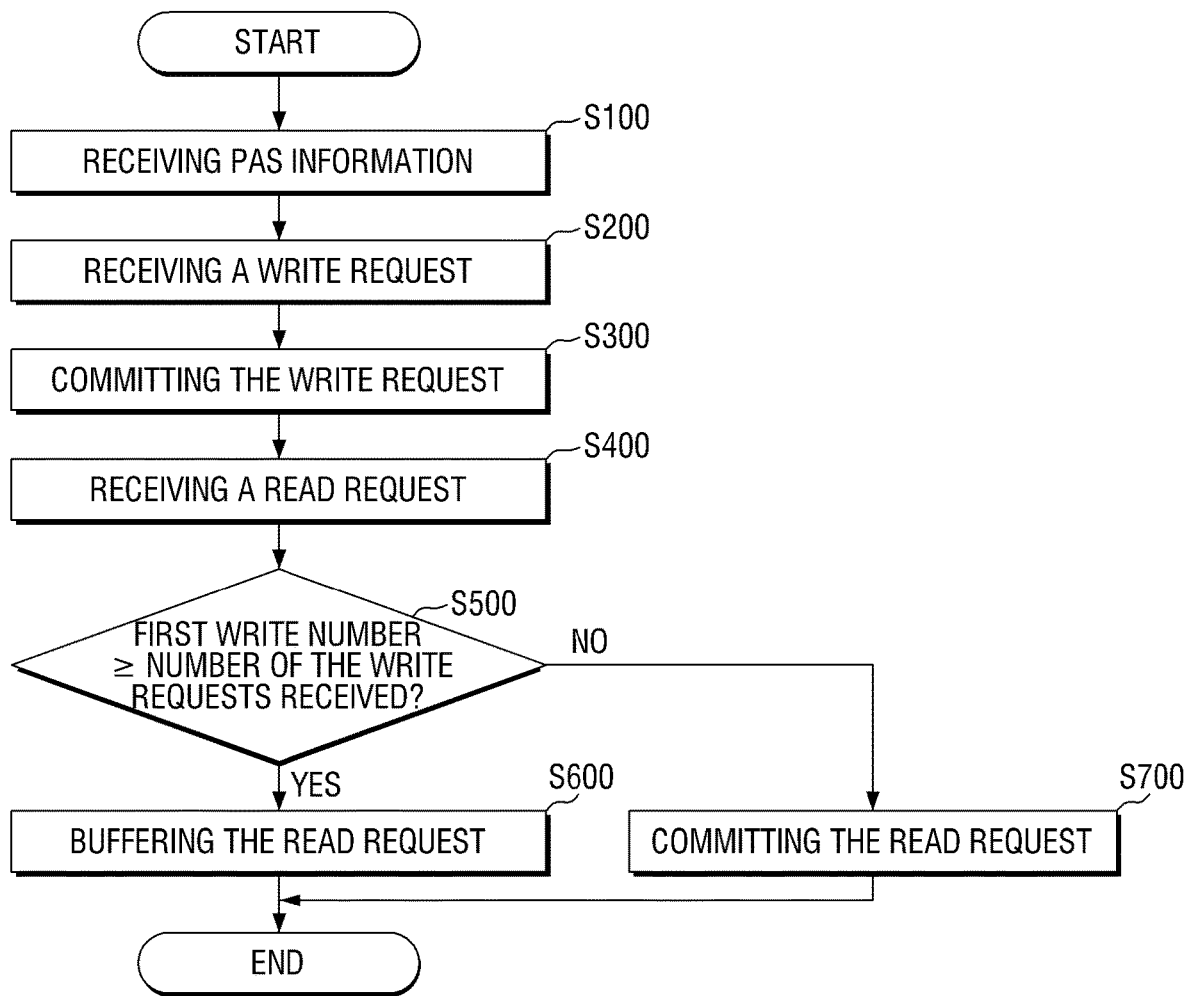 START
S100
RECEIVING PAS INFORMATION
S200
RECEIVING A WRITE REQUEST
S300
COMMITTING THE WRITE REQUEST
S400
RECEIVING A READ REQUEST
S500
FIRST WRITE NUMBER
≥ NUMBER OF THE WRITE
REQUESTS RECEIVED?
NO
YES
S600
BUFFERING THE READ REQUEST
S700
COMMITTING THE READ REQUEST
END